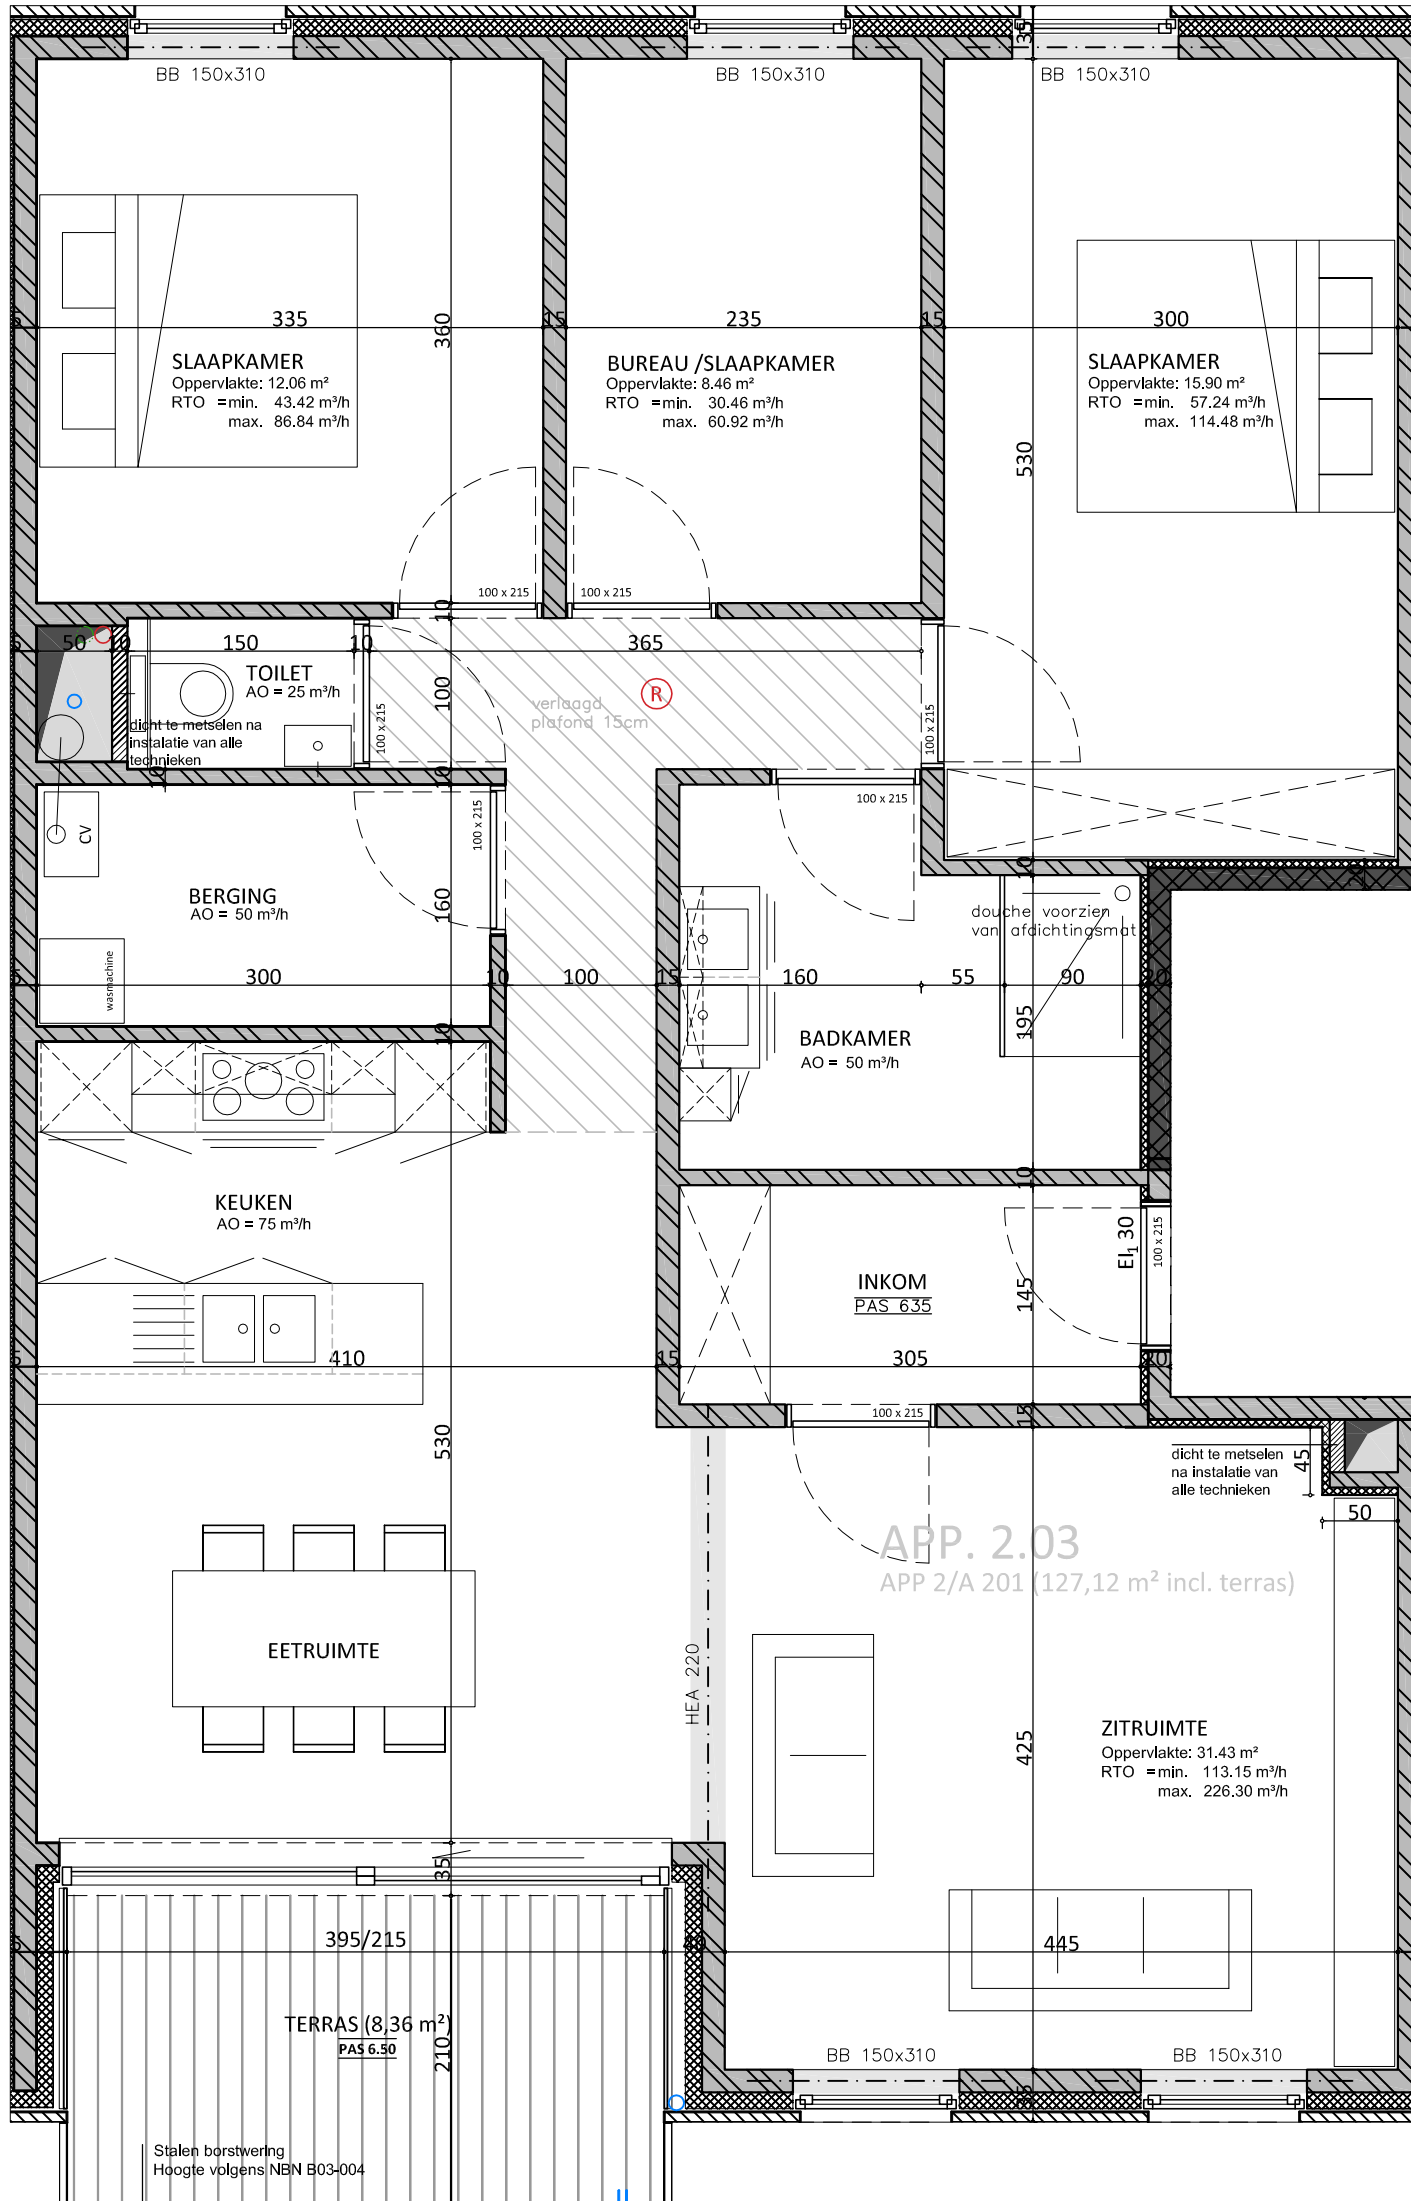 35
BB 150x310
BB 150x310
BB 150x310
335
15
235
15
300
360
SLAAPKAMER
Oppervlakte: 12.06 m²
RTO =min. 43.42 m³/h
max. 86.84 m³/h
BUREAU /SLAAPKAMER
Oppervlakte: 8.46 m²
RTO =min. 30.46 m³/h
max. 60.92 m³/h
SLAAPKAMER
Oppervlakte: 15.90 m²
RTO =min. 57.24 m³/h
max. 114.48 m³/h
530
100 x 215
100 x 215
10
50
10
150
10
365
TOILET
AO = 25 m³/h
100
verlaagd
plafond 15cm
R
100 x 215
100 x 215
dicht te metselen na
instalatie van alle
technieken
10
10
100 x 215
CV
100 x 215
BERGING
AO = 50 m³/h
160
10
20
douche voorzien
van afdichtingsmat
wasmachine
300
10
100
15
160
55
90
20
10
195
BADKAMER
AO = 50 m³/h
KEUKEN
AO = 75 m³/h
10
EI1 30
100 x 215
INKOM
PAS 635
145
410
15
305
20
100 x 215
15
530
dicht te metselen
na instalatie van
alle technieken
45
50
APP. 2.03
APP 2/A 201 (127,12 m² incl. terras)
EETRUIMTE
HEA 220
ZITRUIMTE
Oppervlakte: 31.43 m²
RTO =min. 113.15 m³/h
max. 226.30 m³/h
425
35
395/215
40
445
TERRAS (8,36 m²)
PAS 6.50
210
BB 150x310
BB 150x310
35
Stalen borstwering
Hoogte volgens NBN B03-004